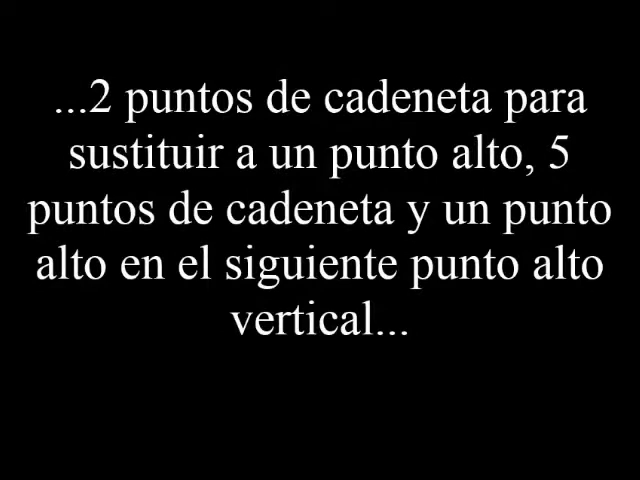 ...2 puntos de cadeneta para
sustituir a un punto alto, 5
puntos de cadeneta y un punto
alto en el siguiente punto alto
vertical...